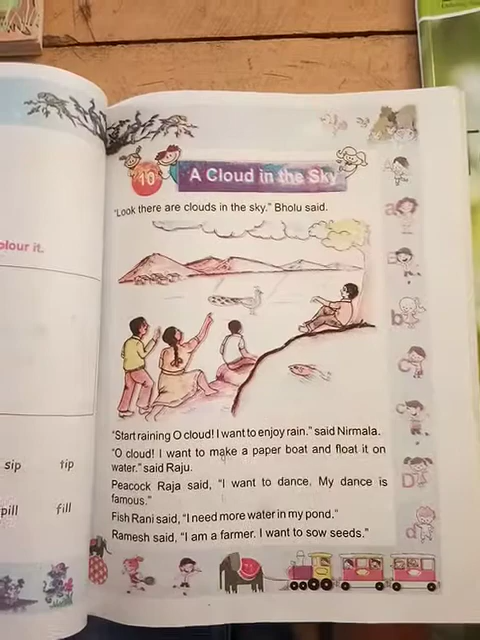 olour it.
sip tip
pill fill
10 A Cloud in the Sky
"Look there are clouds in the sky." Bholu said.
"Start raining O cloud! I want to enjoy rain." said Nirmala.
"O cloud! I want to make a paper boat and float it on
water." said Raju.
Peacock Raja said, "I want to dance. My dance is
famous."
Fish Rani said, "I need more water in my pond."
Ramesh said, "I am a farmer. I want to sow seeds."
A
a
B
b
C
c
D
d